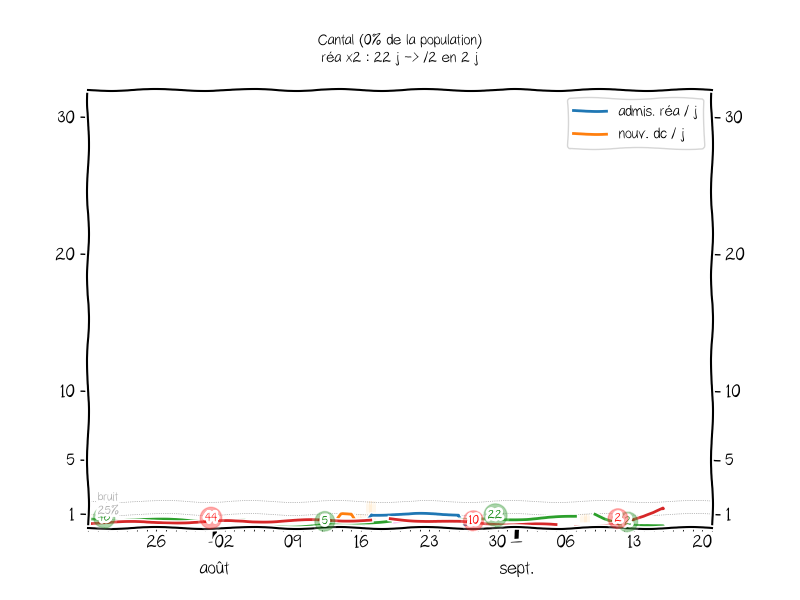 Cantal (0% de la population)
réa x2 : 22 j -> /2 en 2 j
admis. réa / j
nouv. dc / j
30 30
20 20
10 10
5 5
bruit
25%
1 1
44 5 10 22 2 2
26 02 09 16 23 30 06 13 20
août sept.